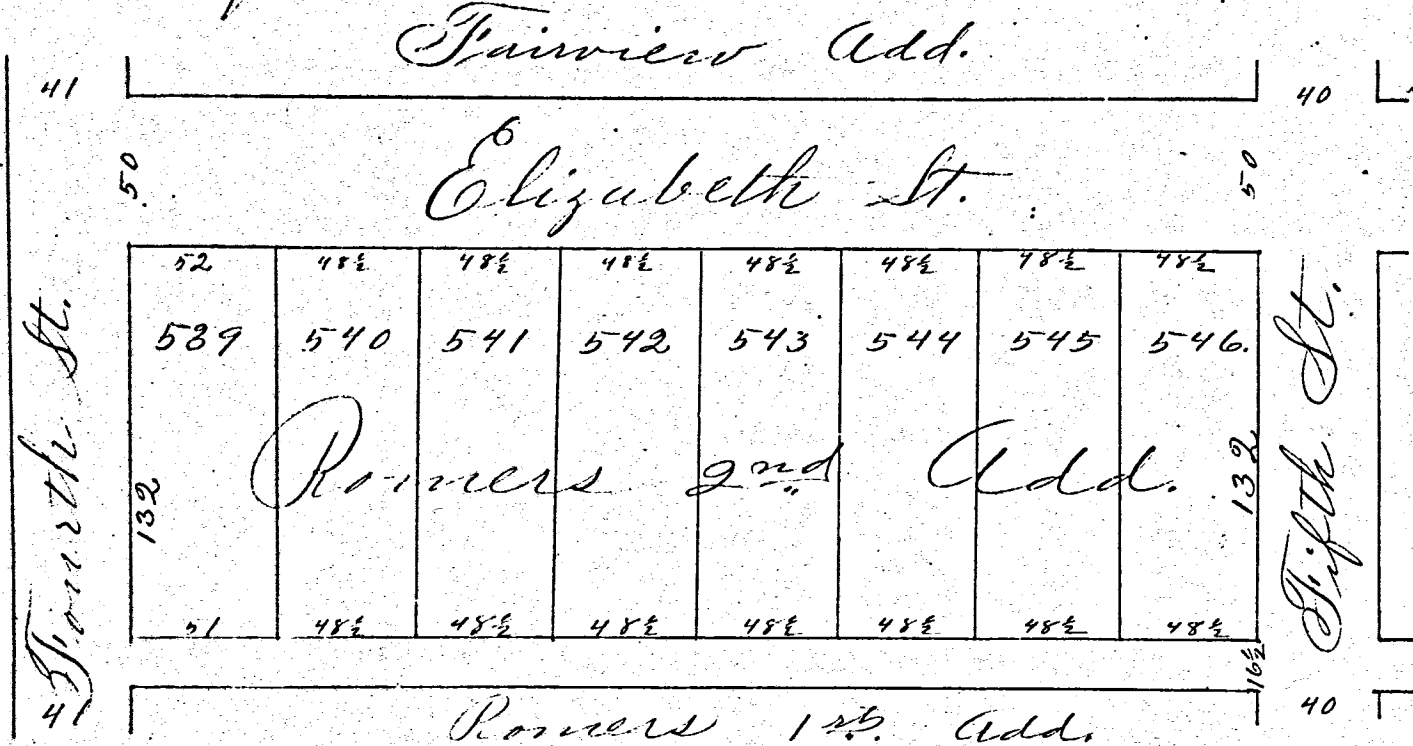 Fairview Add.
41
40
50
Elizabeth St.
50
52 48½ 48½ 48½ 48½ 48½ 48½ 48½
539 540 541 542 543 544 545 546.
Fourth St.
Fifth St.
Romers 2nd Add.
132
132
51 48½ 48½ 48½ 48½ 48½ 48½ 48½
16½
41
40
Romers 1st. Add.